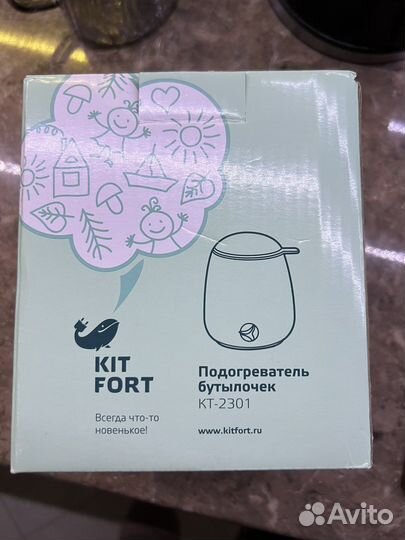 KIT
FORT
Всегда что-то
новенькое!
Подогреватель
бутылочек
КТ-2301
www.kitfort.ru
Avito